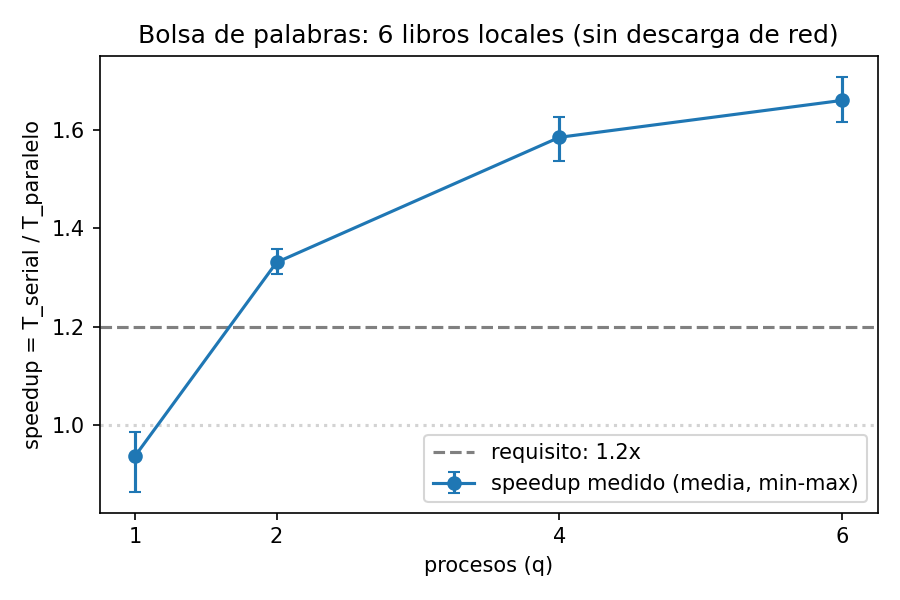 Bolsa de palabras: 6 libros locales (sin descarga de red)
speedup = T_serial / T_paralelo
1.6
1.4
1.2
1.0
requisito: 1.2x
speedup medido (media, min-max)
1 2 4 6
procesos (q)